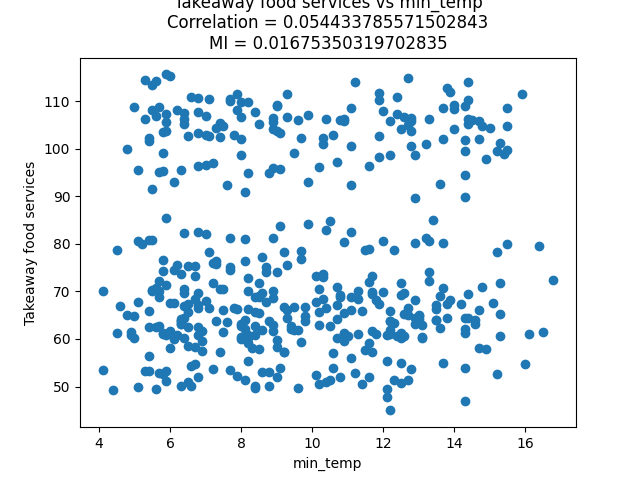 Takeaway food services vs min_temp
Correlation = 0.054433785571502843
MI = 0.01675350319702835
110
100
90
80
70
60
50
Takeaway food services
4 6 8 10 12 14 16
min_temp